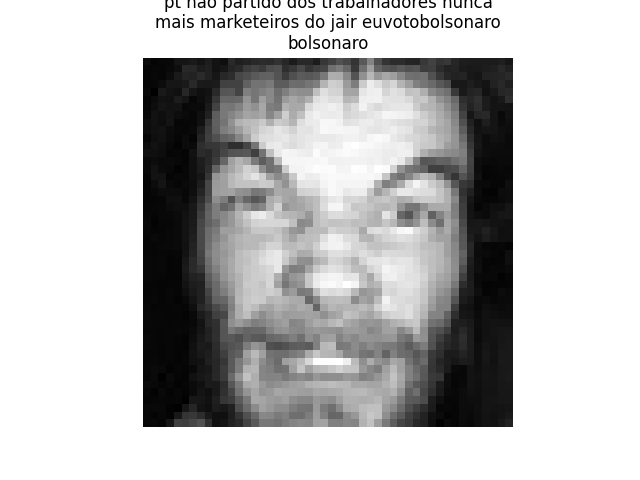 pt não partido dos trabalhadores nunca
mais marketeiros do jair euvotobolsonaro
bolsonaro